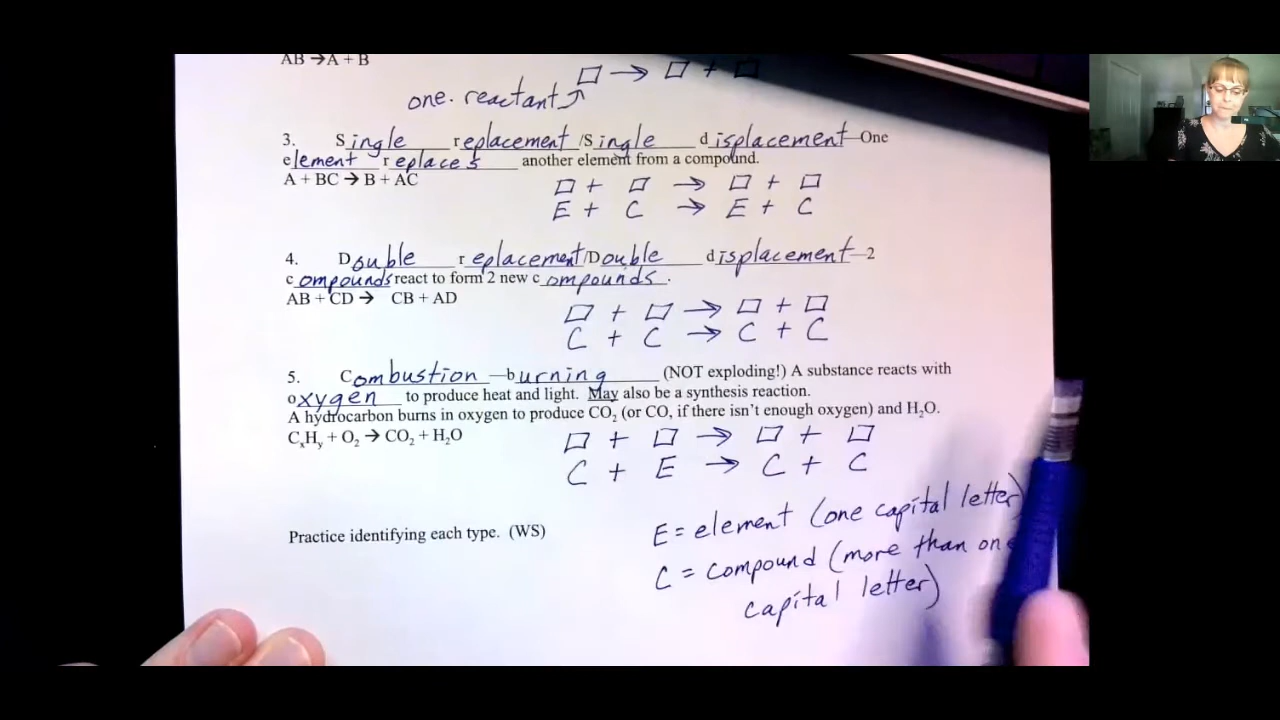 AB →A + B
□ → □ + □
one. reactant ↗
3. Single replacement /Single displacement—One
element replaces another element from a compound.
A + BC → B + AC
□ + □ → □ + □
E + C → E + C
4. Double replacement/Double displacement—2
compounds react to form 2 new compounds.
AB + CD → CB + AD
□ + □ → □ + □
C + C → C + C
5. Combustion—burning (NOT exploding!) A substance reacts with
oxygen to produce heat and light. May also be a synthesis reaction.
A hydrocarbon burns in oxygen to produce CO₂ (or CO, if there isn't enough oxygen) and H₂O.
CₓHᵧ + O₂ → CO₂ + H₂O
□ + □ → □ + □
C + E → C + C
Practice identifying each type. (WS)
E = element (one capital letter)
C = compound (more than one
capital letter)